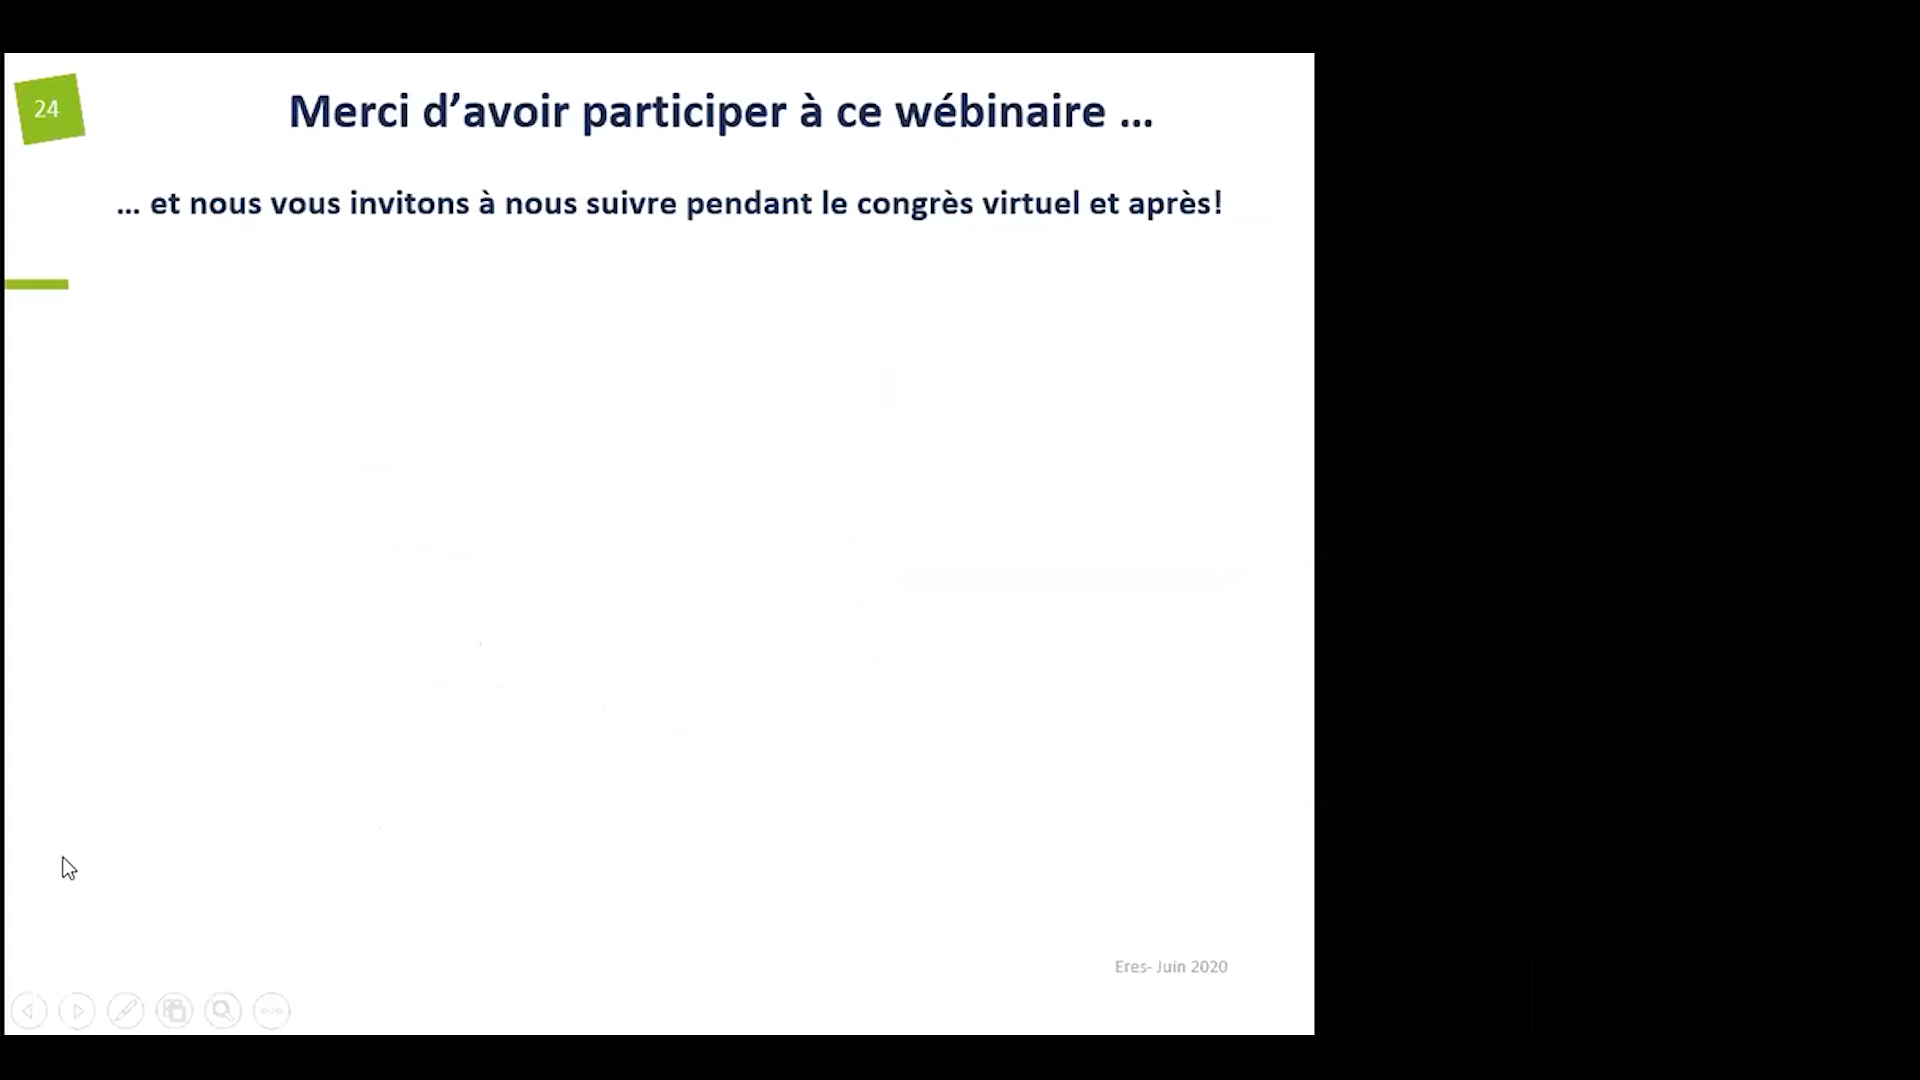 24
Merci d’avoir participer à ce wébinaire ...
... et nous vous invitons à nous suivre pendant le congrès virtuel et après!
Eres- Juin 2020